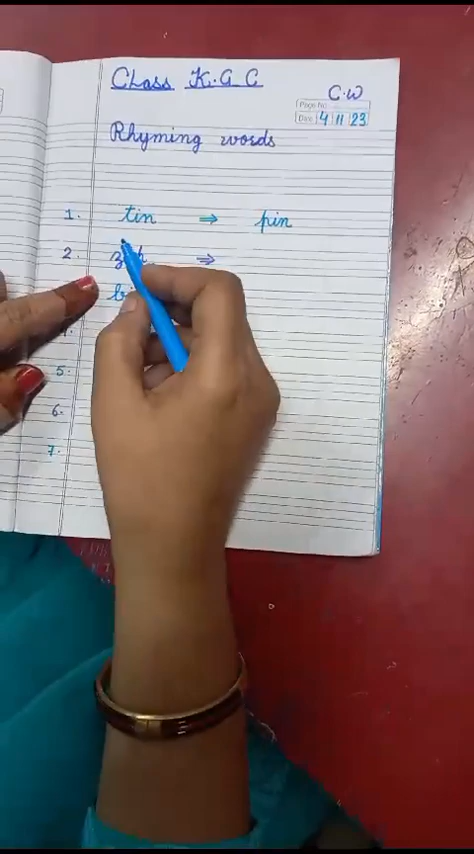 Class K.G C
C.W
Page No.
Date 4 11 23
Rhyming words
1. tin ⇒ pin
2. ⇒
5.
6.
7.